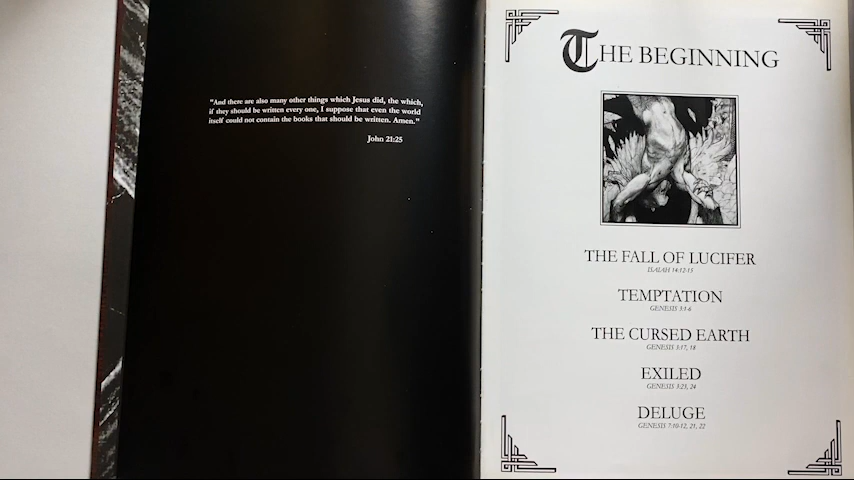 "And there are also many other things which Jesus did, the which,
if they should be written every one, I suppose that even the world
itself could not contain the books that should be written. Amen."
John 21:25
THE BEGINNING
THE FALL OF LUCIFER
ISAIAH 14:12-15
TEMPTATION
GENESIS 3:1-6
THE CURSED EARTH
GENESIS 3:17, 18
EXILED
GENESIS 3:23, 24
DELUGE
GENESIS 7:10-12, 21, 22